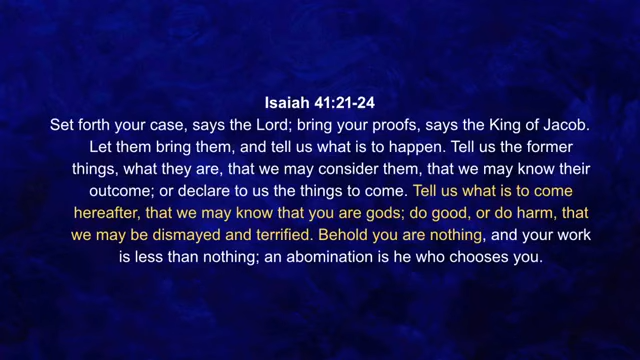 Isaiah 41:21-24
Set forth your case, says the Lord; bring your proofs, says the King of Jacob.
Let them bring them, and tell us what is to happen. Tell us the former
things, what they are, that we may consider them, that we may know their
outcome; or declare to us the things to come. Tell us what is to come
hereafter, that we may know that you are gods; do good, or do harm, that
we may be dismayed and terrified. Behold you are nothing, and your work
is less than nothing; an abomination is he who chooses you.